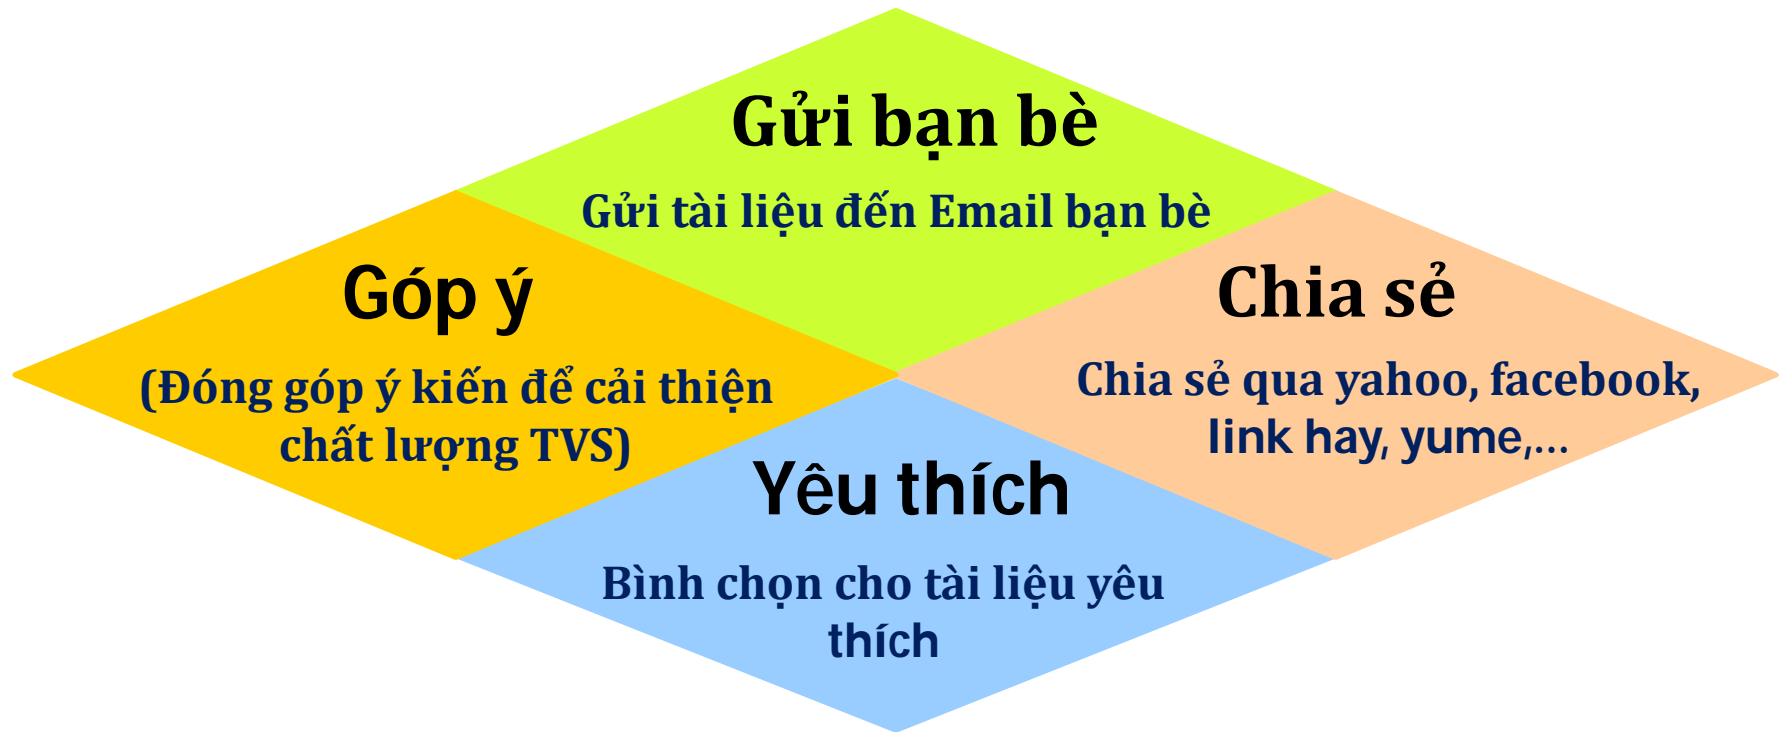 Gửi bạn bè
Gửi tài liệu đến Email bạn bè
Góp ý
(Đóng góp ý kiến để cải thiện
chất lượng TVS)
Chia sẻ
Chia sẻ qua yahoo, facebook,
link hay, yume,...
Yêu thích
Bình chọn cho tài liệu yêu
thích